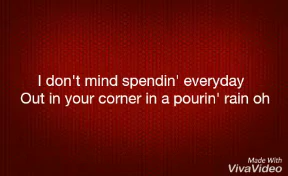 I don't mind spendin' everyday
Out in your corner in a pourin' rain oh
Made With
VivaVideo